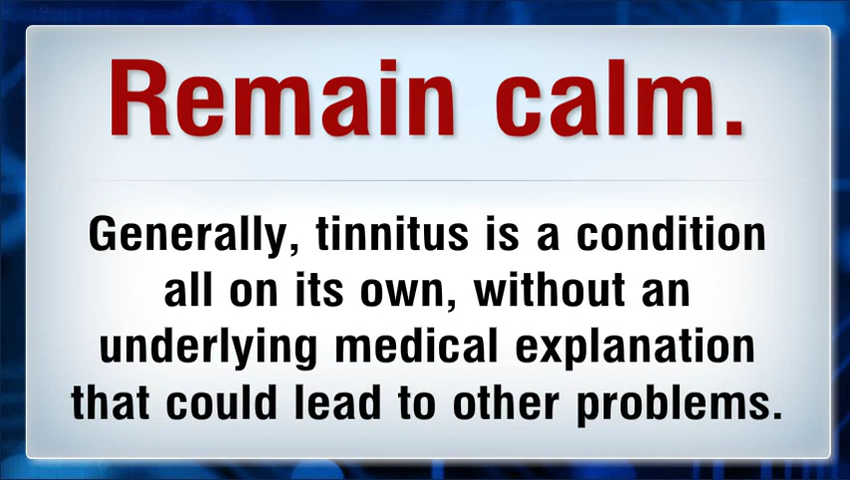 Remain calm.
Generally, tinnitus is a condition
all on its own, without an
underlying medical explanation
that could lead to other problems.